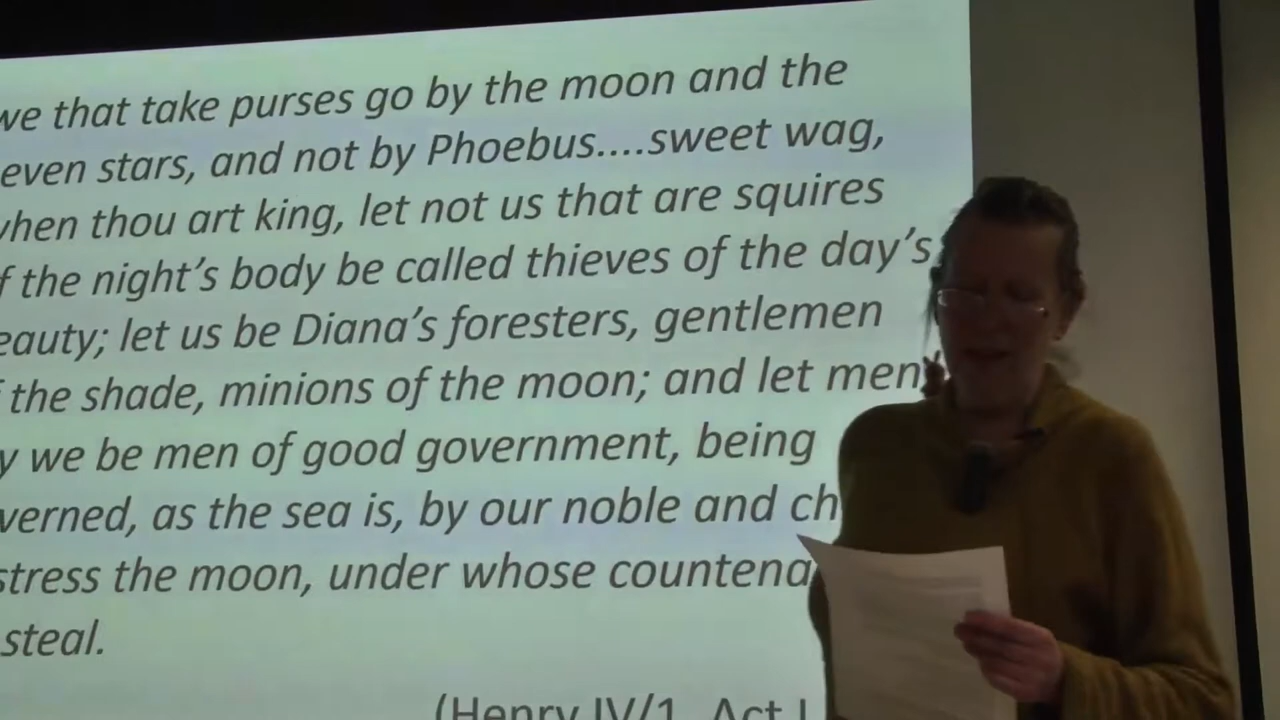 we that take purses go by the moon and the
even stars, and not by Phoebus....sweet wag,
when thou art king, let not us that are squires
f the night's body be called thieves of the day's
eauty; let us be Diana's foresters, gentlemen
the shade, minions of the moon; and let men
y we be men of good government, being
verned, as the sea is, by our noble and ch
stress the moon, under whose countena
steal.
(Henry IV/1, Act I